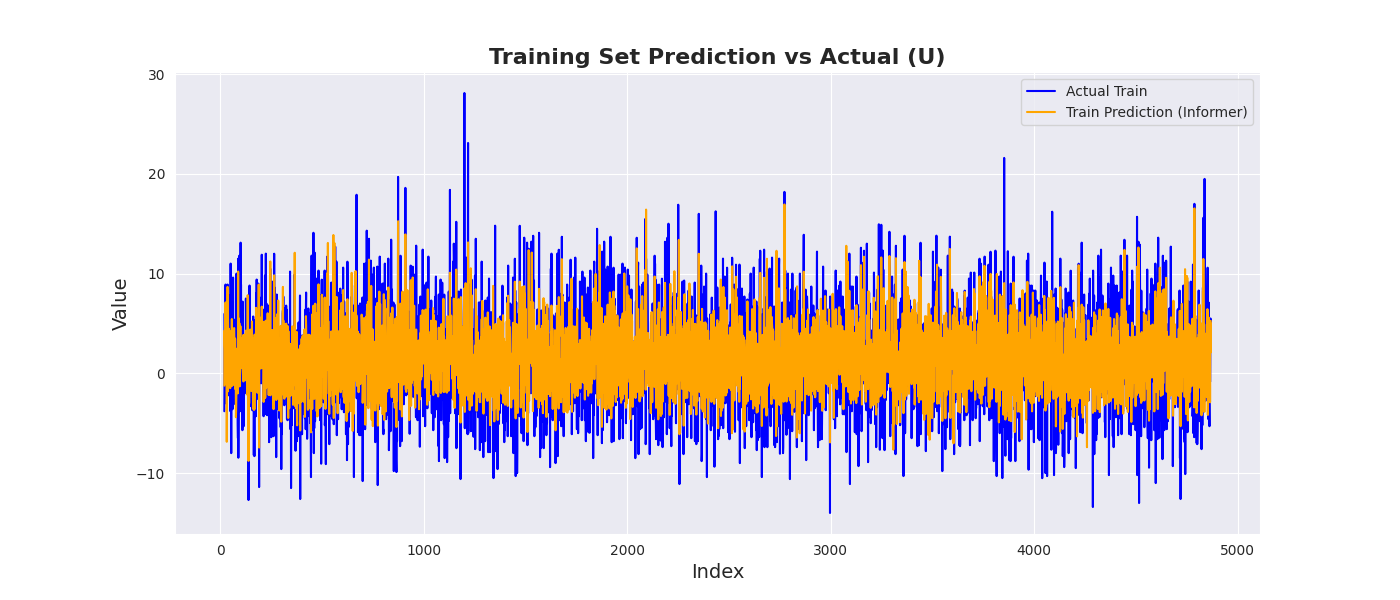 Training Set Prediction vs Actual (U)
Actual Train
Train Prediction (Informer)
Value
30
20
10
0
−10
0
1000
2000
3000
4000
5000
Index